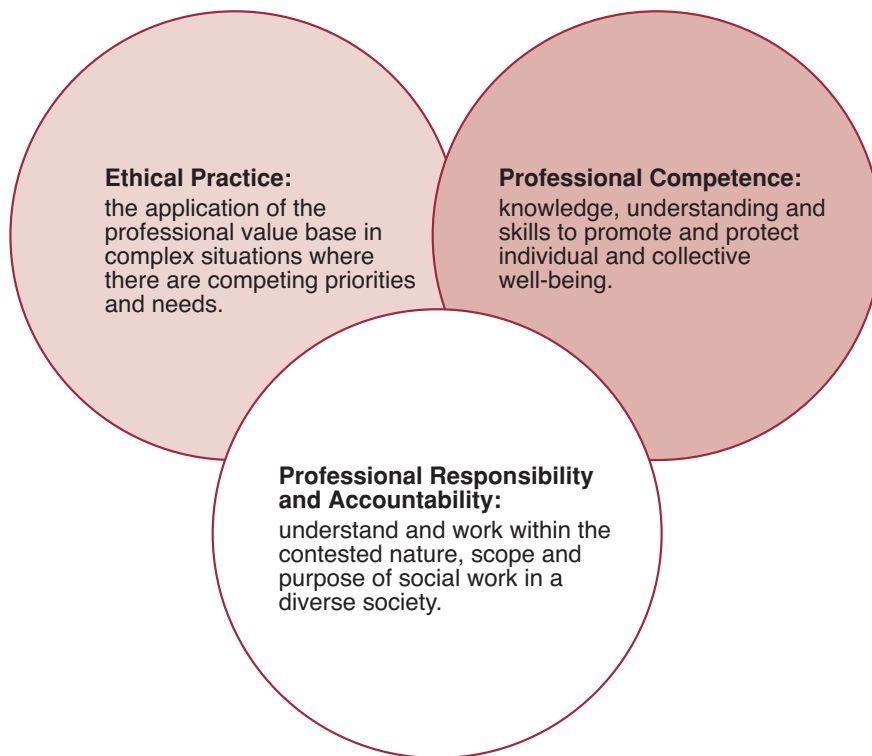 Ethical Practice:
the application of the
professional value base in
complex situations where
there are competing priorities
and needs.
Professional Competence:
knowledge, understanding and
skills to promote and protect
individual and collective
well-being.
Professional Responsibility
and Accountability:
understand and work within the
contested nature, scope and
purpose of social work in a
diverse society.